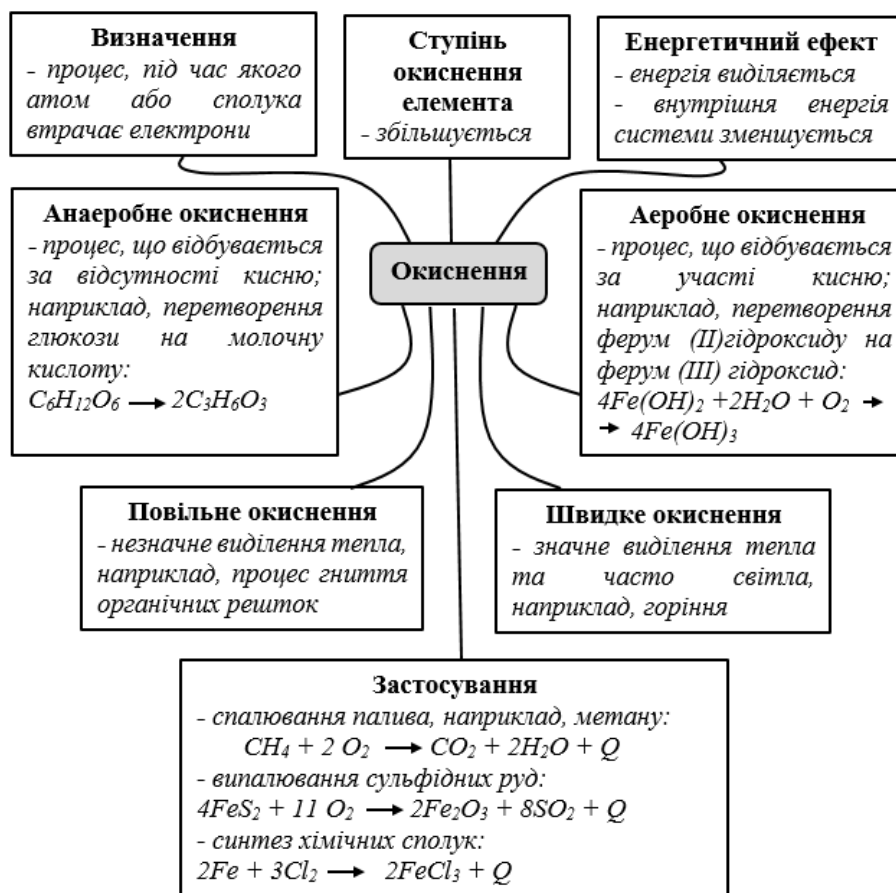 Визначення
- процес, під час якого
атом або сполука
втрачає електрони
Ступінь
окиснення
елемента
- збільшується
Енергетичний ефект
- енергія виділяється
- внутрішня енергія
системи зменшується
Анаеробне окиснення
- процес, що відбувається
за відсутності кисню;
наприклад, перетворення
глюкози на молочну
кислоту:
C₆H₁₂O₆ → 2C₃H₆O₃
Окиснення
Аеробне окиснення
- процес, що відбувається
за участі кисню;
наприклад, перетворення
ферум (II)гідроксиду на
ферум (III) гідроксид:
4Fe(OH)₂ +2H₂O + O₂ →
→ 4Fe(OH)₃
Повільне окиснення
- незначне виділення тепла,
наприклад, процес гниття
органічних решток
Швидке окиснення
- значне виділення тепла
та часто світла,
наприклад, горіння
Застосування
- спалювання палива, наприклад, метану:
CH₄ + 2 O₂ → CO₂ + 2H₂O + Q
- випалювання сульфідних руд:
4FeS₂ + 11 O₂ → 2Fe₂O₃ + 8SO₂ + Q
- синтез хімічних сполук:
2Fe + 3Cl₂ → 2FeCl₃ + Q